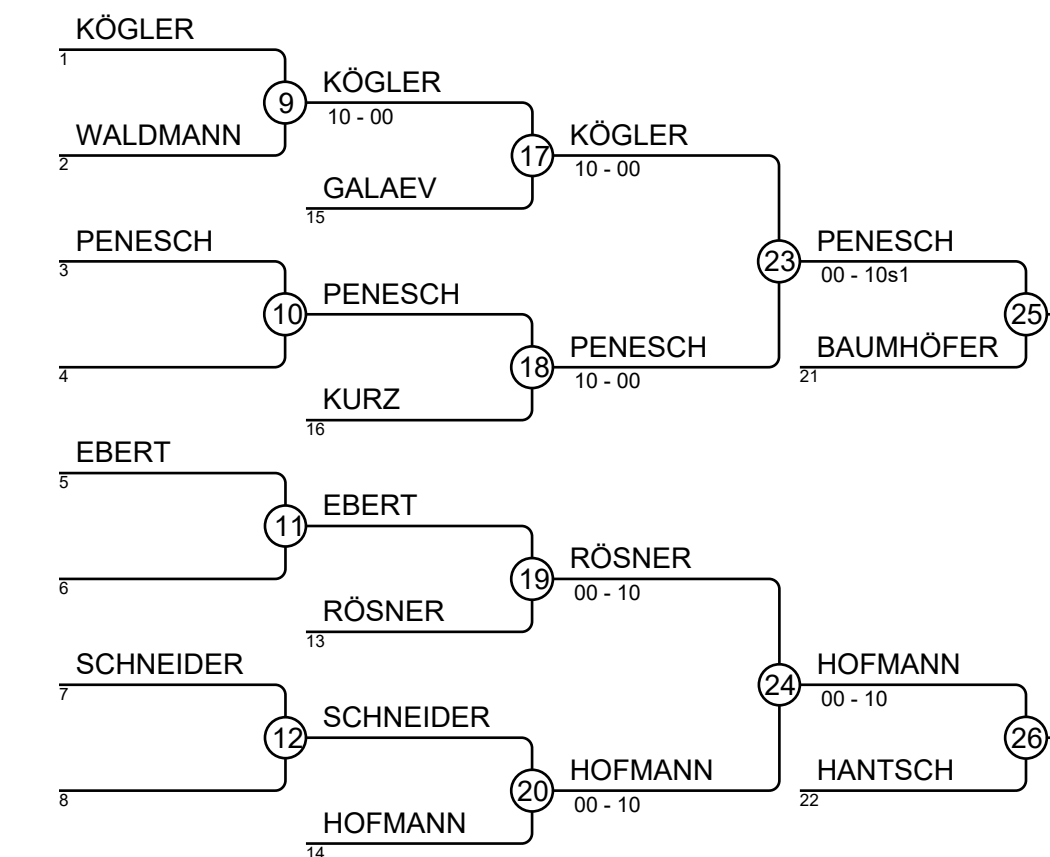 KÖGLER
1
9
KÖGLER
10 - 00
WALDMANN
2
17
KÖGLER
10 - 00
GALAEV
15
PENESCH
3
23
PENESCH
00 - 10s1
10
PENESCH
25
4
18
PENESCH
10 - 00
BAUMHÖFER
21
KURZ
16
EBERT
5
11
EBERT
6
19
RÖSNER
00 - 10
RÖSNER
13
SCHNEIDER
7
24
HOFMANN
00 - 10
12
SCHNEIDER
26
8
20
HOFMANN
00 - 10
HANTSCH
22
HOFMANN
14